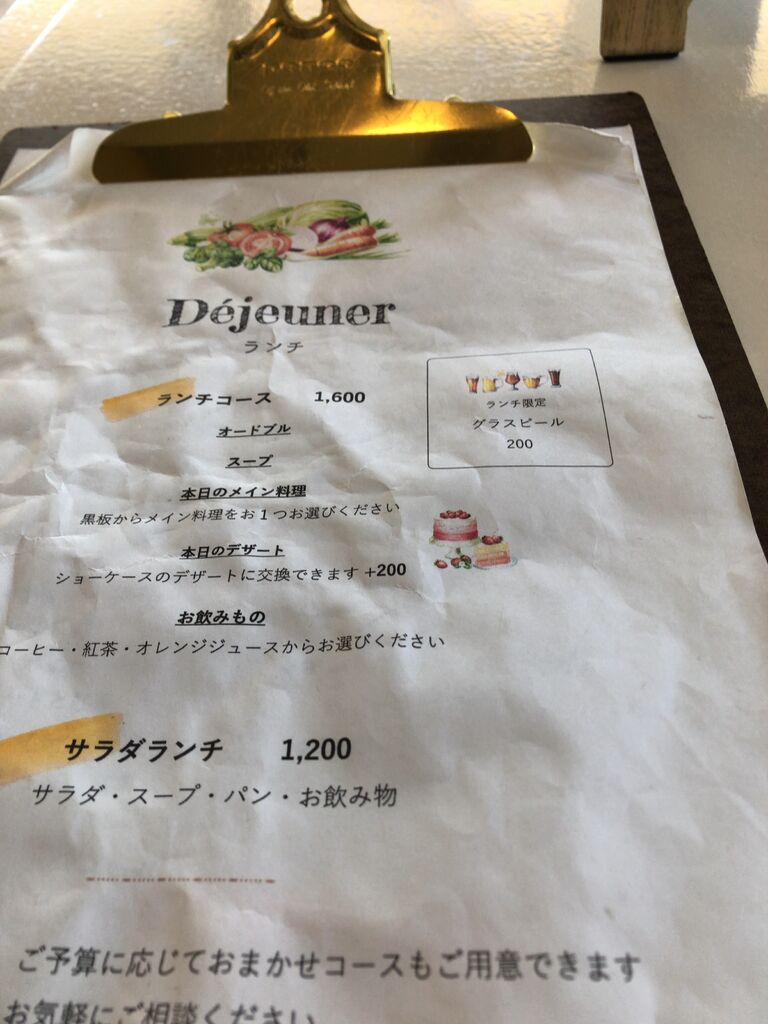 Déjeuner
ランチ
ランチコース 1,600
オードブル
スープ
本日のメイン料理
黒板からメイン料理をお1つお選びください
本日のデザート
ショーケースのデザートに交換できます +200
お飲みもの
コーヒー・紅茶・オレンジジュースからお選びください
ランチ限定
グラスビール
200
サラダランチ 1,200
サラダ・スープ・パン・お飲み物
ご予算に応じておまかせコースもご用意できます
お気軽にご相談ください